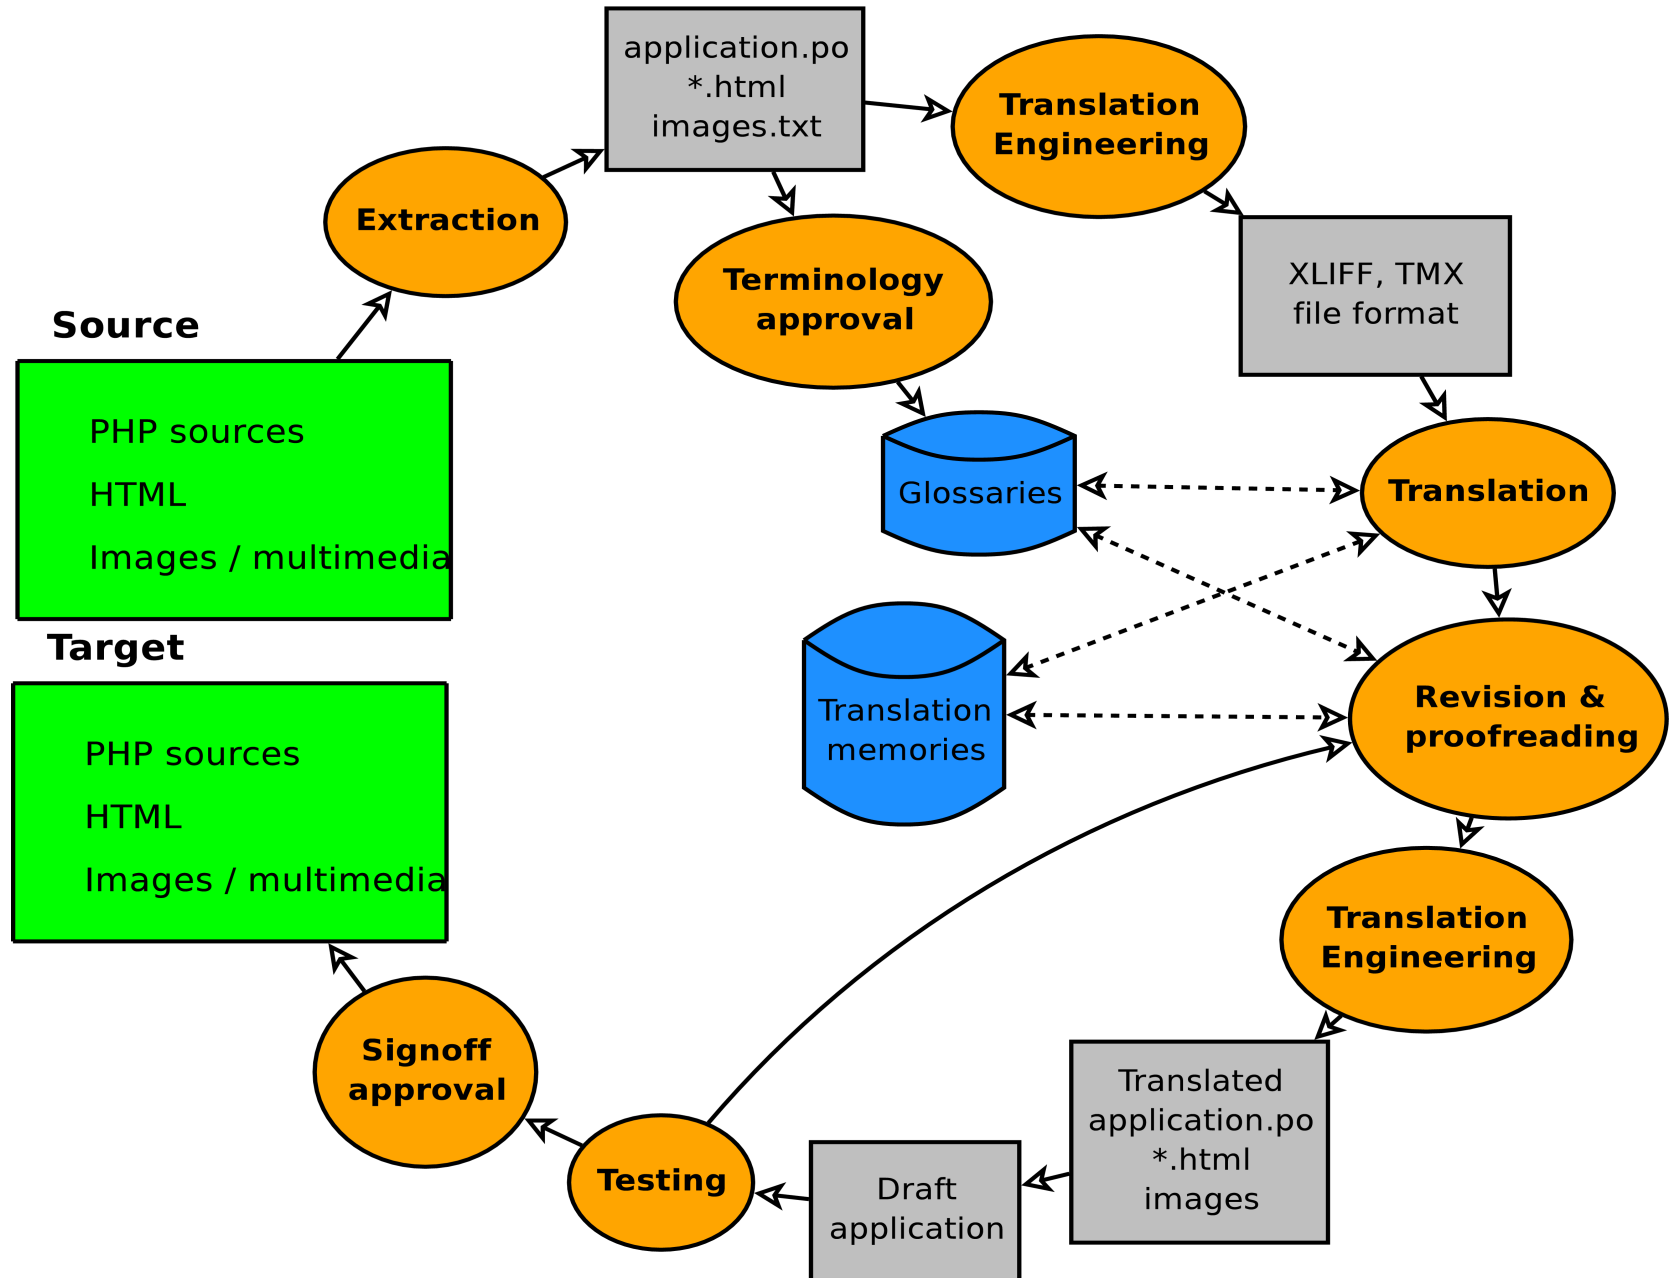 application.po
*.html
images.txt
Translation
Engineering
Extraction
Terminology
approval
XLIFF, TMX
file format
Source
PHP sources
HTML
Images / multimedia
Glossaries
Translation
Target
PHP sources
HTML
Images / multimedia
Translation
memories
Revision &
proofreading
Translation
Engineering
Signoff
approval
Testing
Draft
application
Translated
application.po
*.html
images